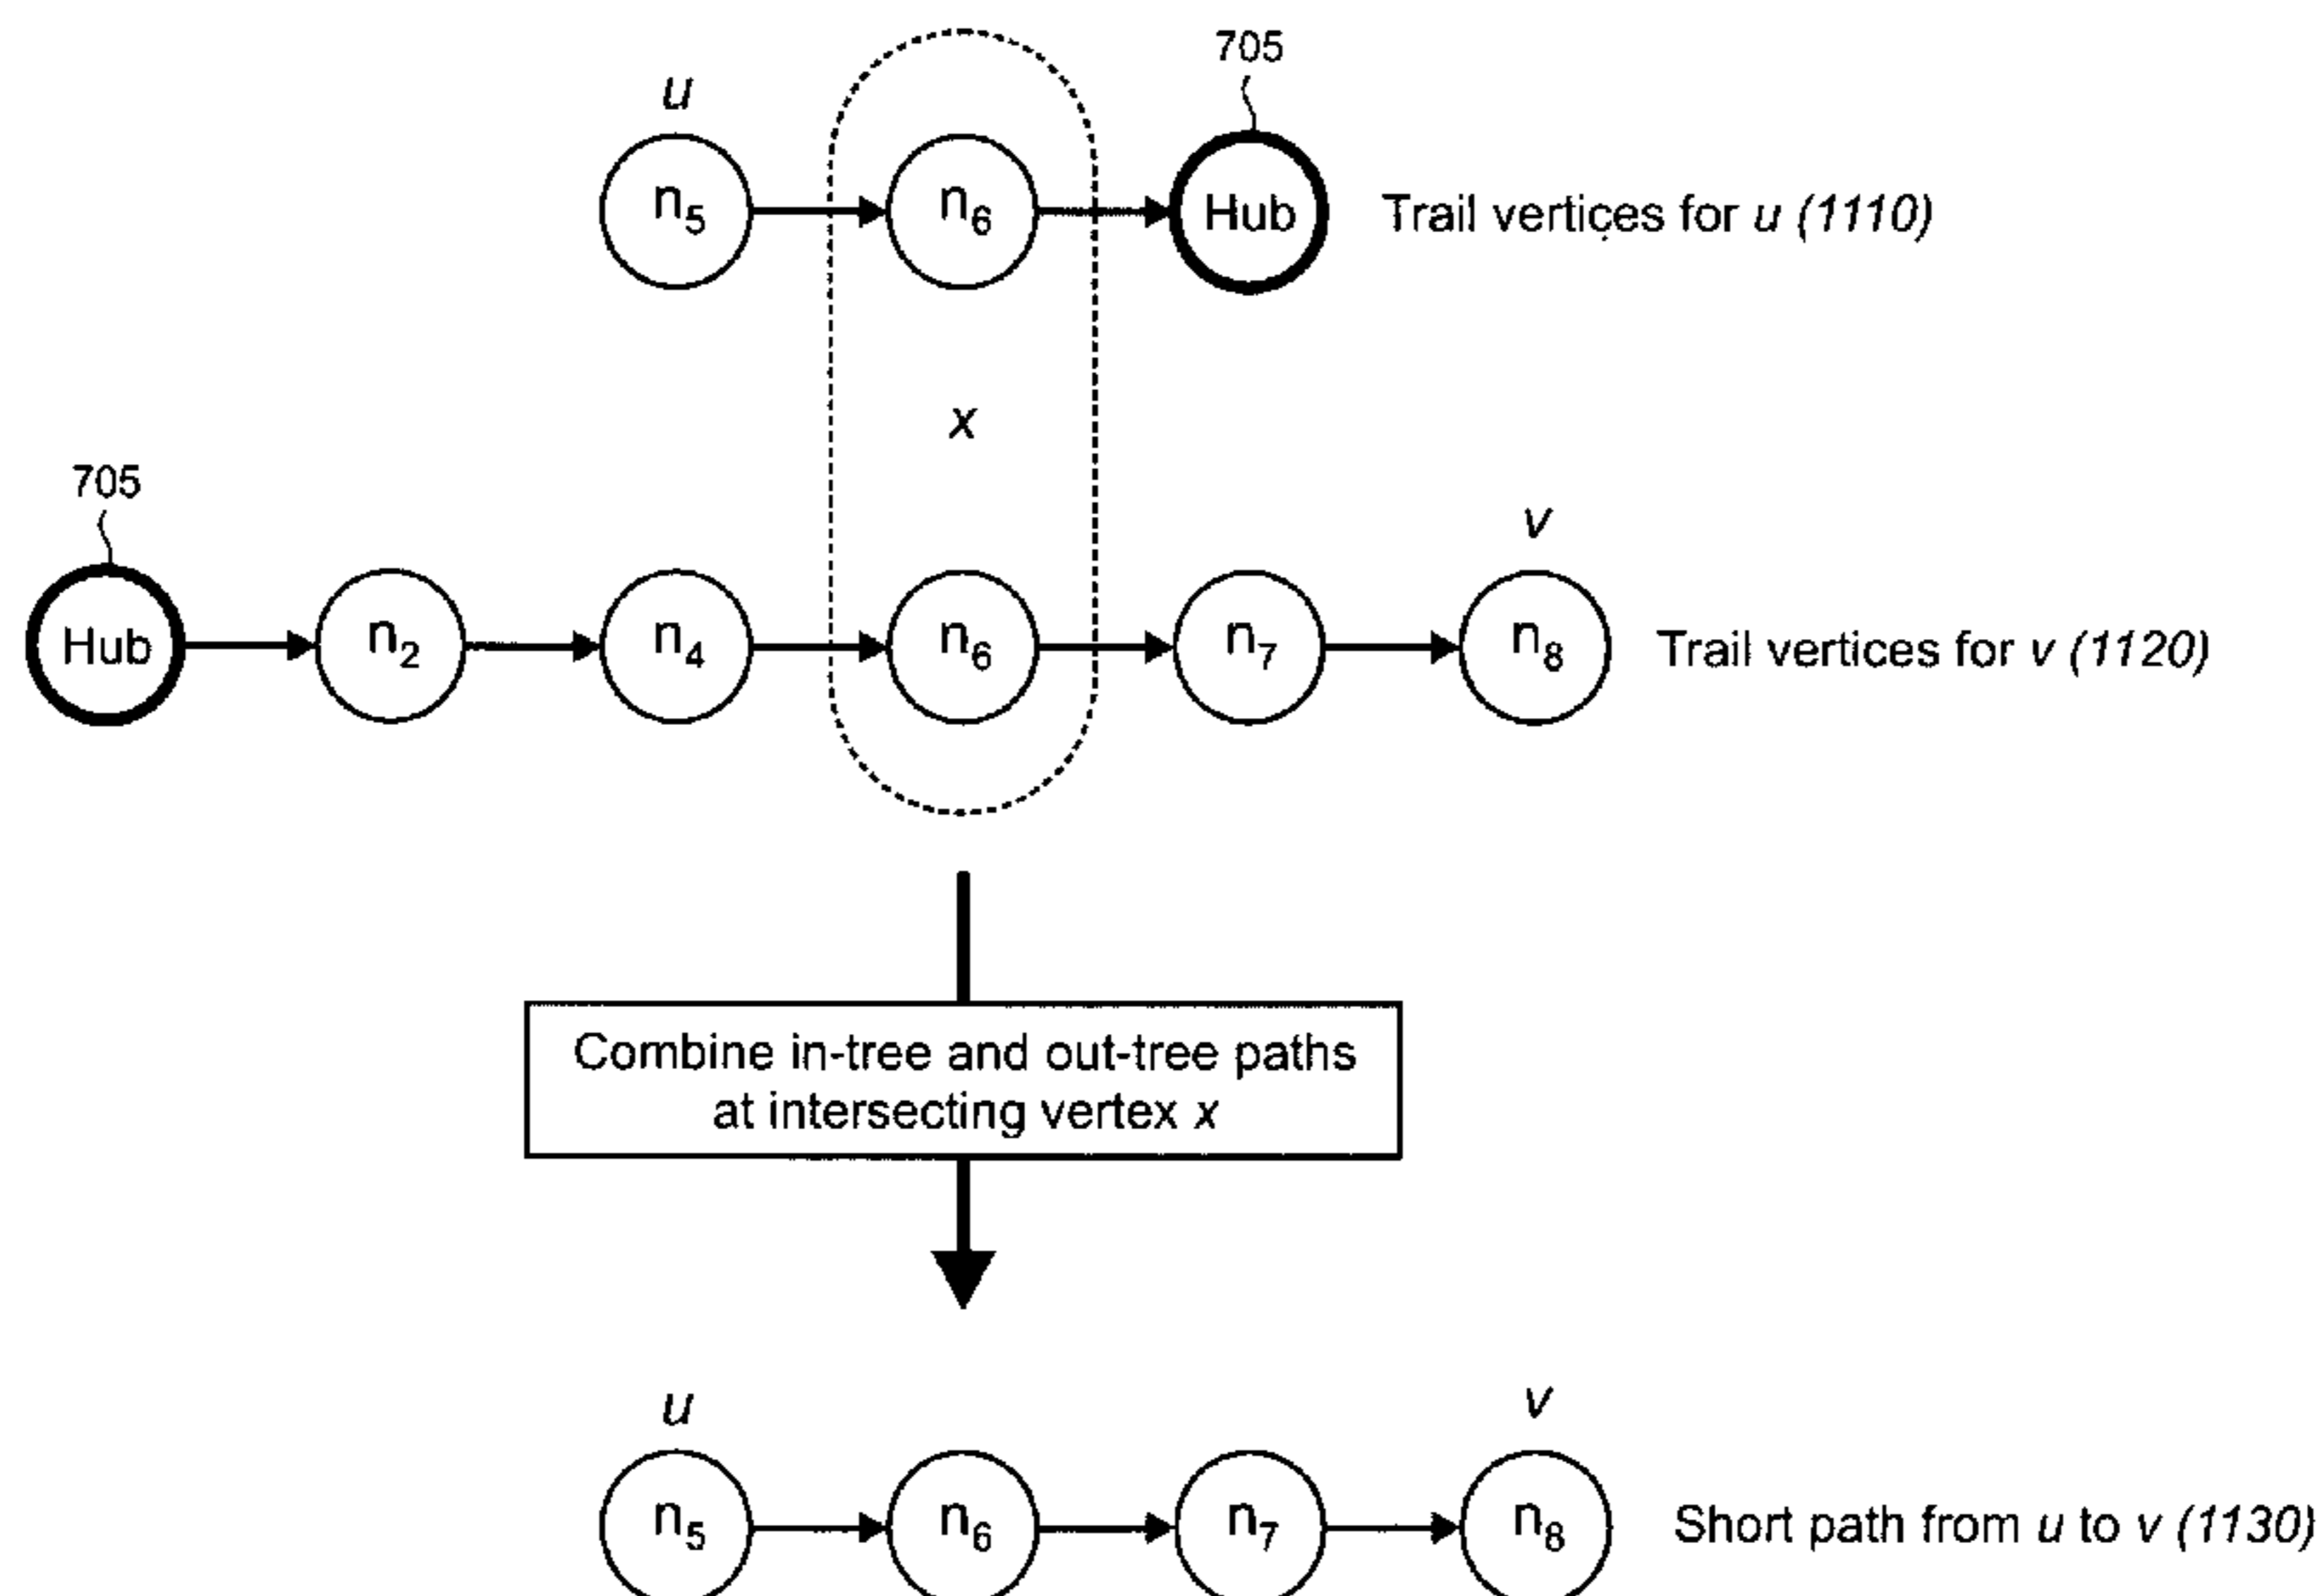 705
u
n5
n6
Hub
Trail vertices for u (1110)
x
705
v
Hub
n2
n4
n6
n7
n8
Trail vertices for v (1120)
Combine in-tree and out-tree paths
at intersecting vertex x
u
v
n5
n6
n7
n8
Short path from u to v (1130)